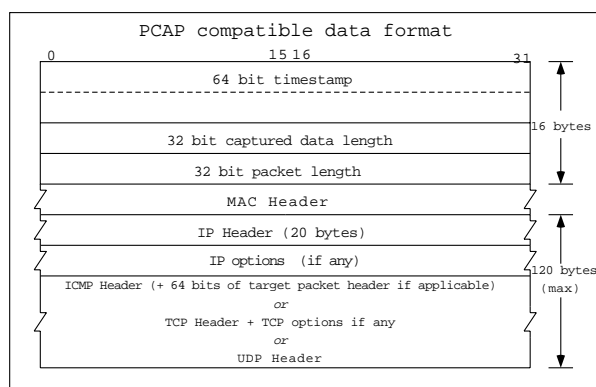 PCAP compatible data format
0 15 16 31
64 bit timestamp
32 bit captured data length
32 bit packet length
16 bytes
MAC Header
IP Header (20 bytes)
IP options (if any)
ICMP Header (+ 64 bits of target packet header if applicable)
or
TCP Header + TCP options if any
or
UDP Header
120 bytes
(max)